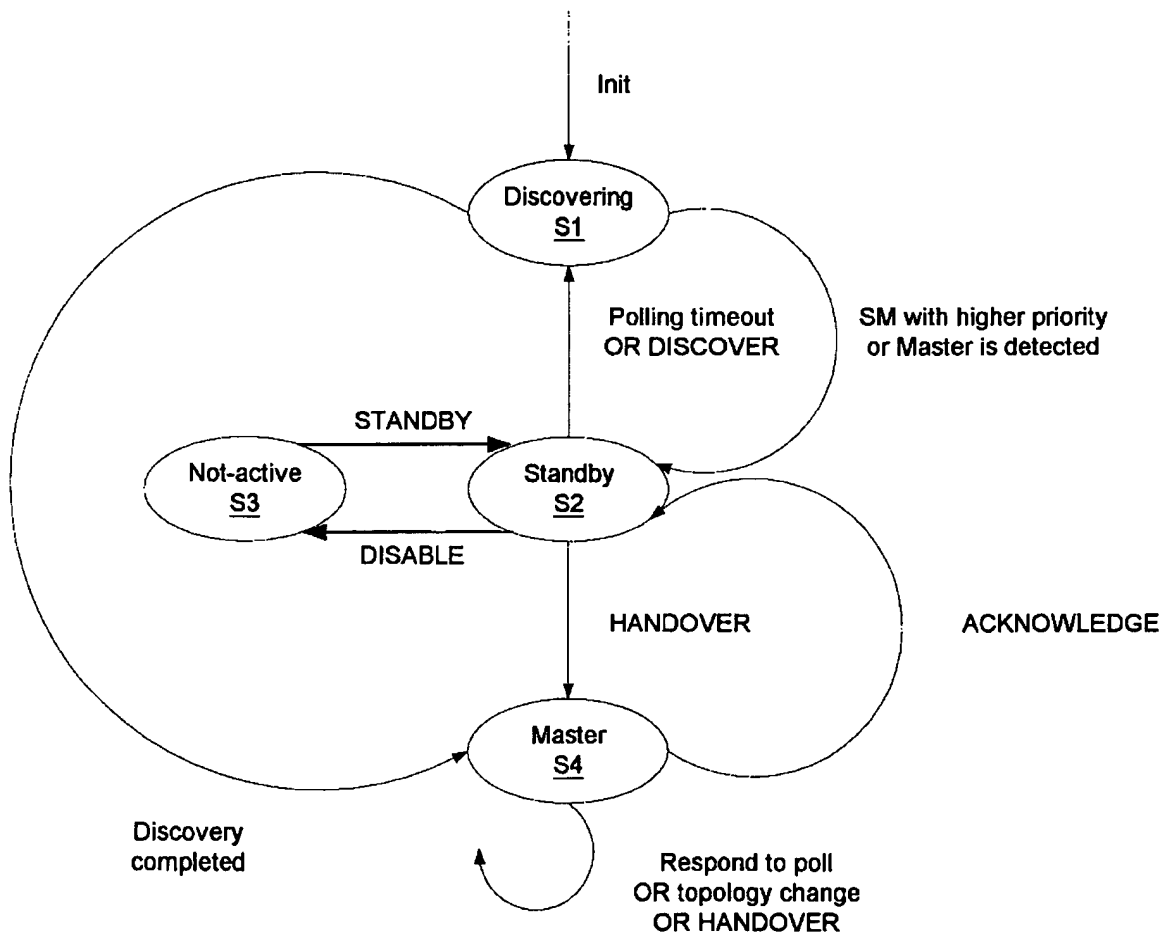 Init
Discovering
S1
Polling timeout
OR DISCOVER
SM with higher priority
or Master is detected
STANDBY
Not-active
S3
Standby
S2
DISABLE
HANDOVER
ACKNOWLEDGE
Master
S4
Discovery
completed
Respond to poll
OR topology change
OR HANDOVER